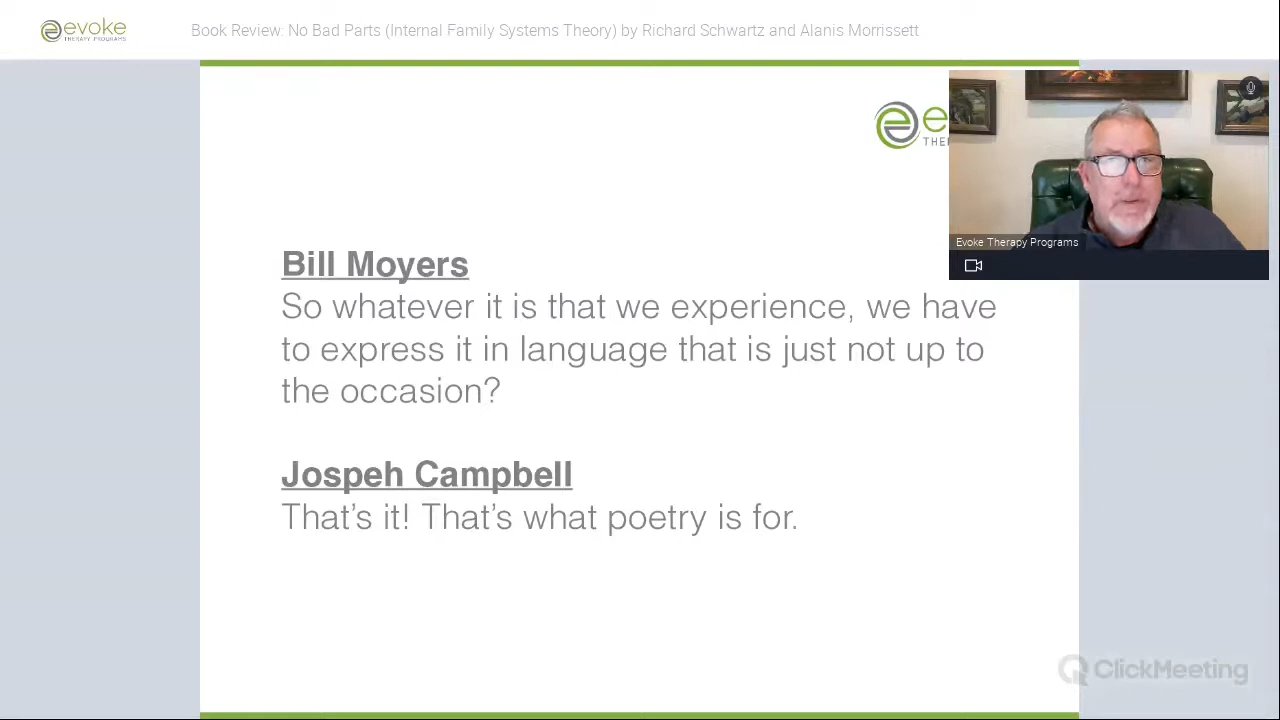 evoke
THERAPY PROGRAMS
Book Review: No Bad Parts (Internal Family Systems Theory) by Richard Schwartz and Alanis Morrissett
e
THE
Evoke Therapy Programs
Bill Moyers
So whatever it is that we experience, we have
to express it in language that is just not up to
the occasion?
Jospeh Campbell
That's it! That's what poetry is for.
ClickMeeting